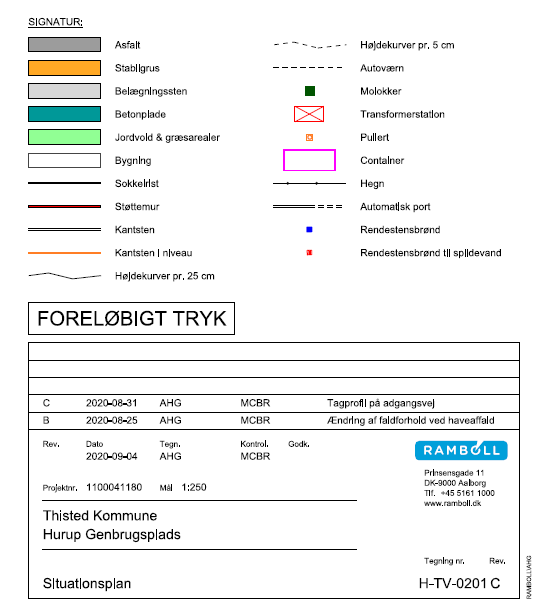 SIGNATUR:
Asfalt
Stabilgrus
Belægningssten
Betonplade
Jordvold & græsarealer
Bygning
Sokkelrist
Støttemur
Kantsten
Kantsten i niveau
Højdekurver pr. 25 cm
Højdekurver pr. 5 cm
Autoværn
Molokker
Transformerstation
Pullert
Container
Hegn
Automatisk port
Rendestensbrønd
Rendestensbrønd til spildevand
FORELØBIGT TRYK
C 2020-08-31 AHG MCBR Tagprofil på adgangsvej
B 2020-08-25 AHG MCBR Ændring af faldforhold ved haveaffald
Rev. Dato Tegn. Kontrol. Godk.
2020-09-04 AHG MCBR
RAMBOLL
Prinsensgade 11
DK-9000 Aalborg
Tlf. +45 5161 1000
www.ramboll.dk
Projektnr. 1100041180 Mål 1:250
Thisted Kommune
Hurup Genbrugsplads
Tegning nr. Rev.
Situationsplan H-TV-0201 C
RAMBOLL\AHG